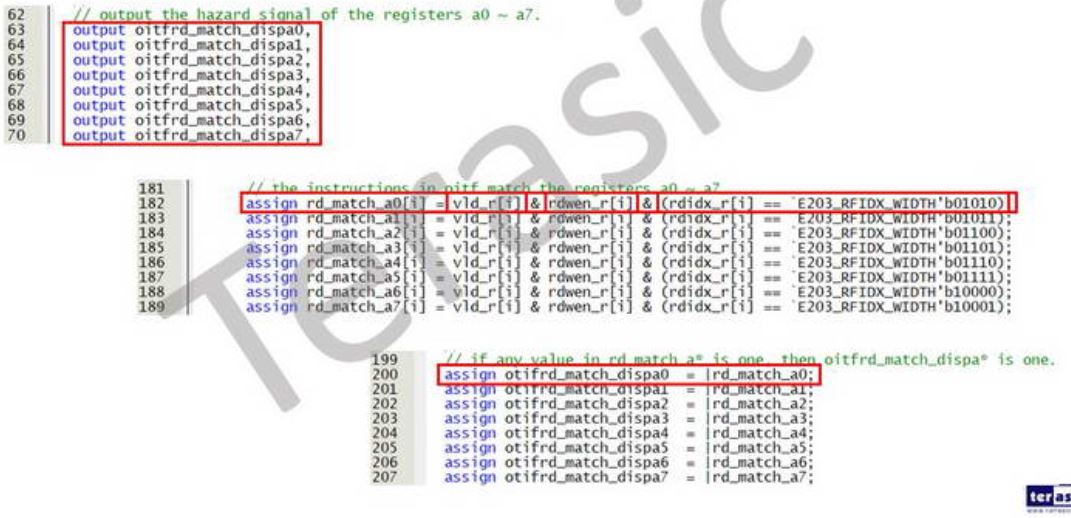 62 // output the hazard signal of the registers a0 ~ a7.
63 output oitfrd_match_dispa0,
64 output oitfrd_match_dispa1,
65 output oitfrd_match_dispa2,
66 output oitfrd_match_dispa3,
67 output oitfrd_match_dispa4,
68 output oitfrd_match_dispa5,
69 output oitfrd_match_dispa6,
70 output oitfrd_match_dispa7,
181 // the instructions in oitf match the registers a0 ~ a7
182 assign rd_match_a0[i] = vld_r[i] & rdwen_r[i] & (rdidx_r[i] == `E203_RFIDX_WIDTH'b01010)
183 assign rd_match_a1[i] = vld_r[i] & rdwen_r[i] & (rdidx_r[i] == `E203_RFIDX_WIDTH'b01011);
184 assign rd_match_a2[i] = vld_r[i] & rdwen_r[i] & (rdidx_r[i] == `E203_RFIDX_WIDTH'b01100);
185 assign rd_match_a3[i] = vld_r[i] & rdwen_r[i] & (rdidx_r[i] == `E203_RFIDX_WIDTH'b01101);
186 assign rd_match_a4[i] = vld_r[i] & rdwen_r[i] & (rdidx_r[i] == `E203_RFIDX_WIDTH'b01110);
187 assign rd_match_a5[i] = vld_r[i] & rdwen_r[i] & (rdidx_r[i] == `E203_RFIDX_WIDTH'b01111);
188 assign rd_match_a6[i] = vld_r[i] & rdwen_r[i] & (rdidx_r[i] == `E203_RFIDX_WIDTH'b10000);
189 assign rd_match_a7[i] = vld_r[i] & rdwen_r[i] & (rdidx_r[i] == `E203_RFIDX_WIDTH'b10001);
199 // if any value in rd_match_a* is one, then oitfrd_match_dispa* is one.
200 assign otifrd_match_dispa0 = |rd_match_a0;
201 assign otifrd_match_dispa1 = |rd_match_a1;
202 assign otifrd_match_dispa2 = |rd_match_a2;
203 assign otifrd_match_dispa3 = |rd_match_a3;
204 assign otifrd_match_dispa4 = |rd_match_a4;
205 assign otifrd_match_dispa5 = |rd_match_a5;
206 assign otifrd_match_dispa6 = |rd_match_a6;
207 assign otifrd_match_dispa7 = |rd_match_a7;
Terasic
teras